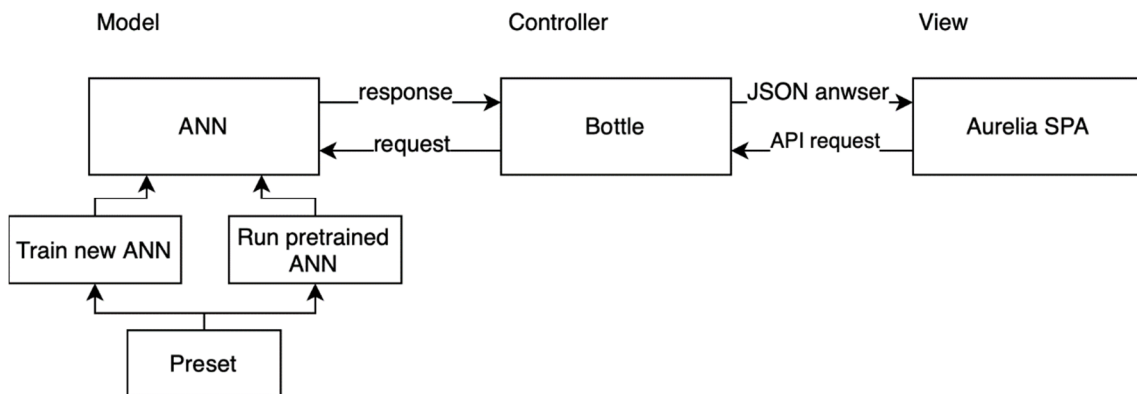 Model
Controller
View
ANN
response
request
Bottle
JSON anwser
API request
Aurelia SPA
Train new ANN
Run pretrained
ANN
Preset